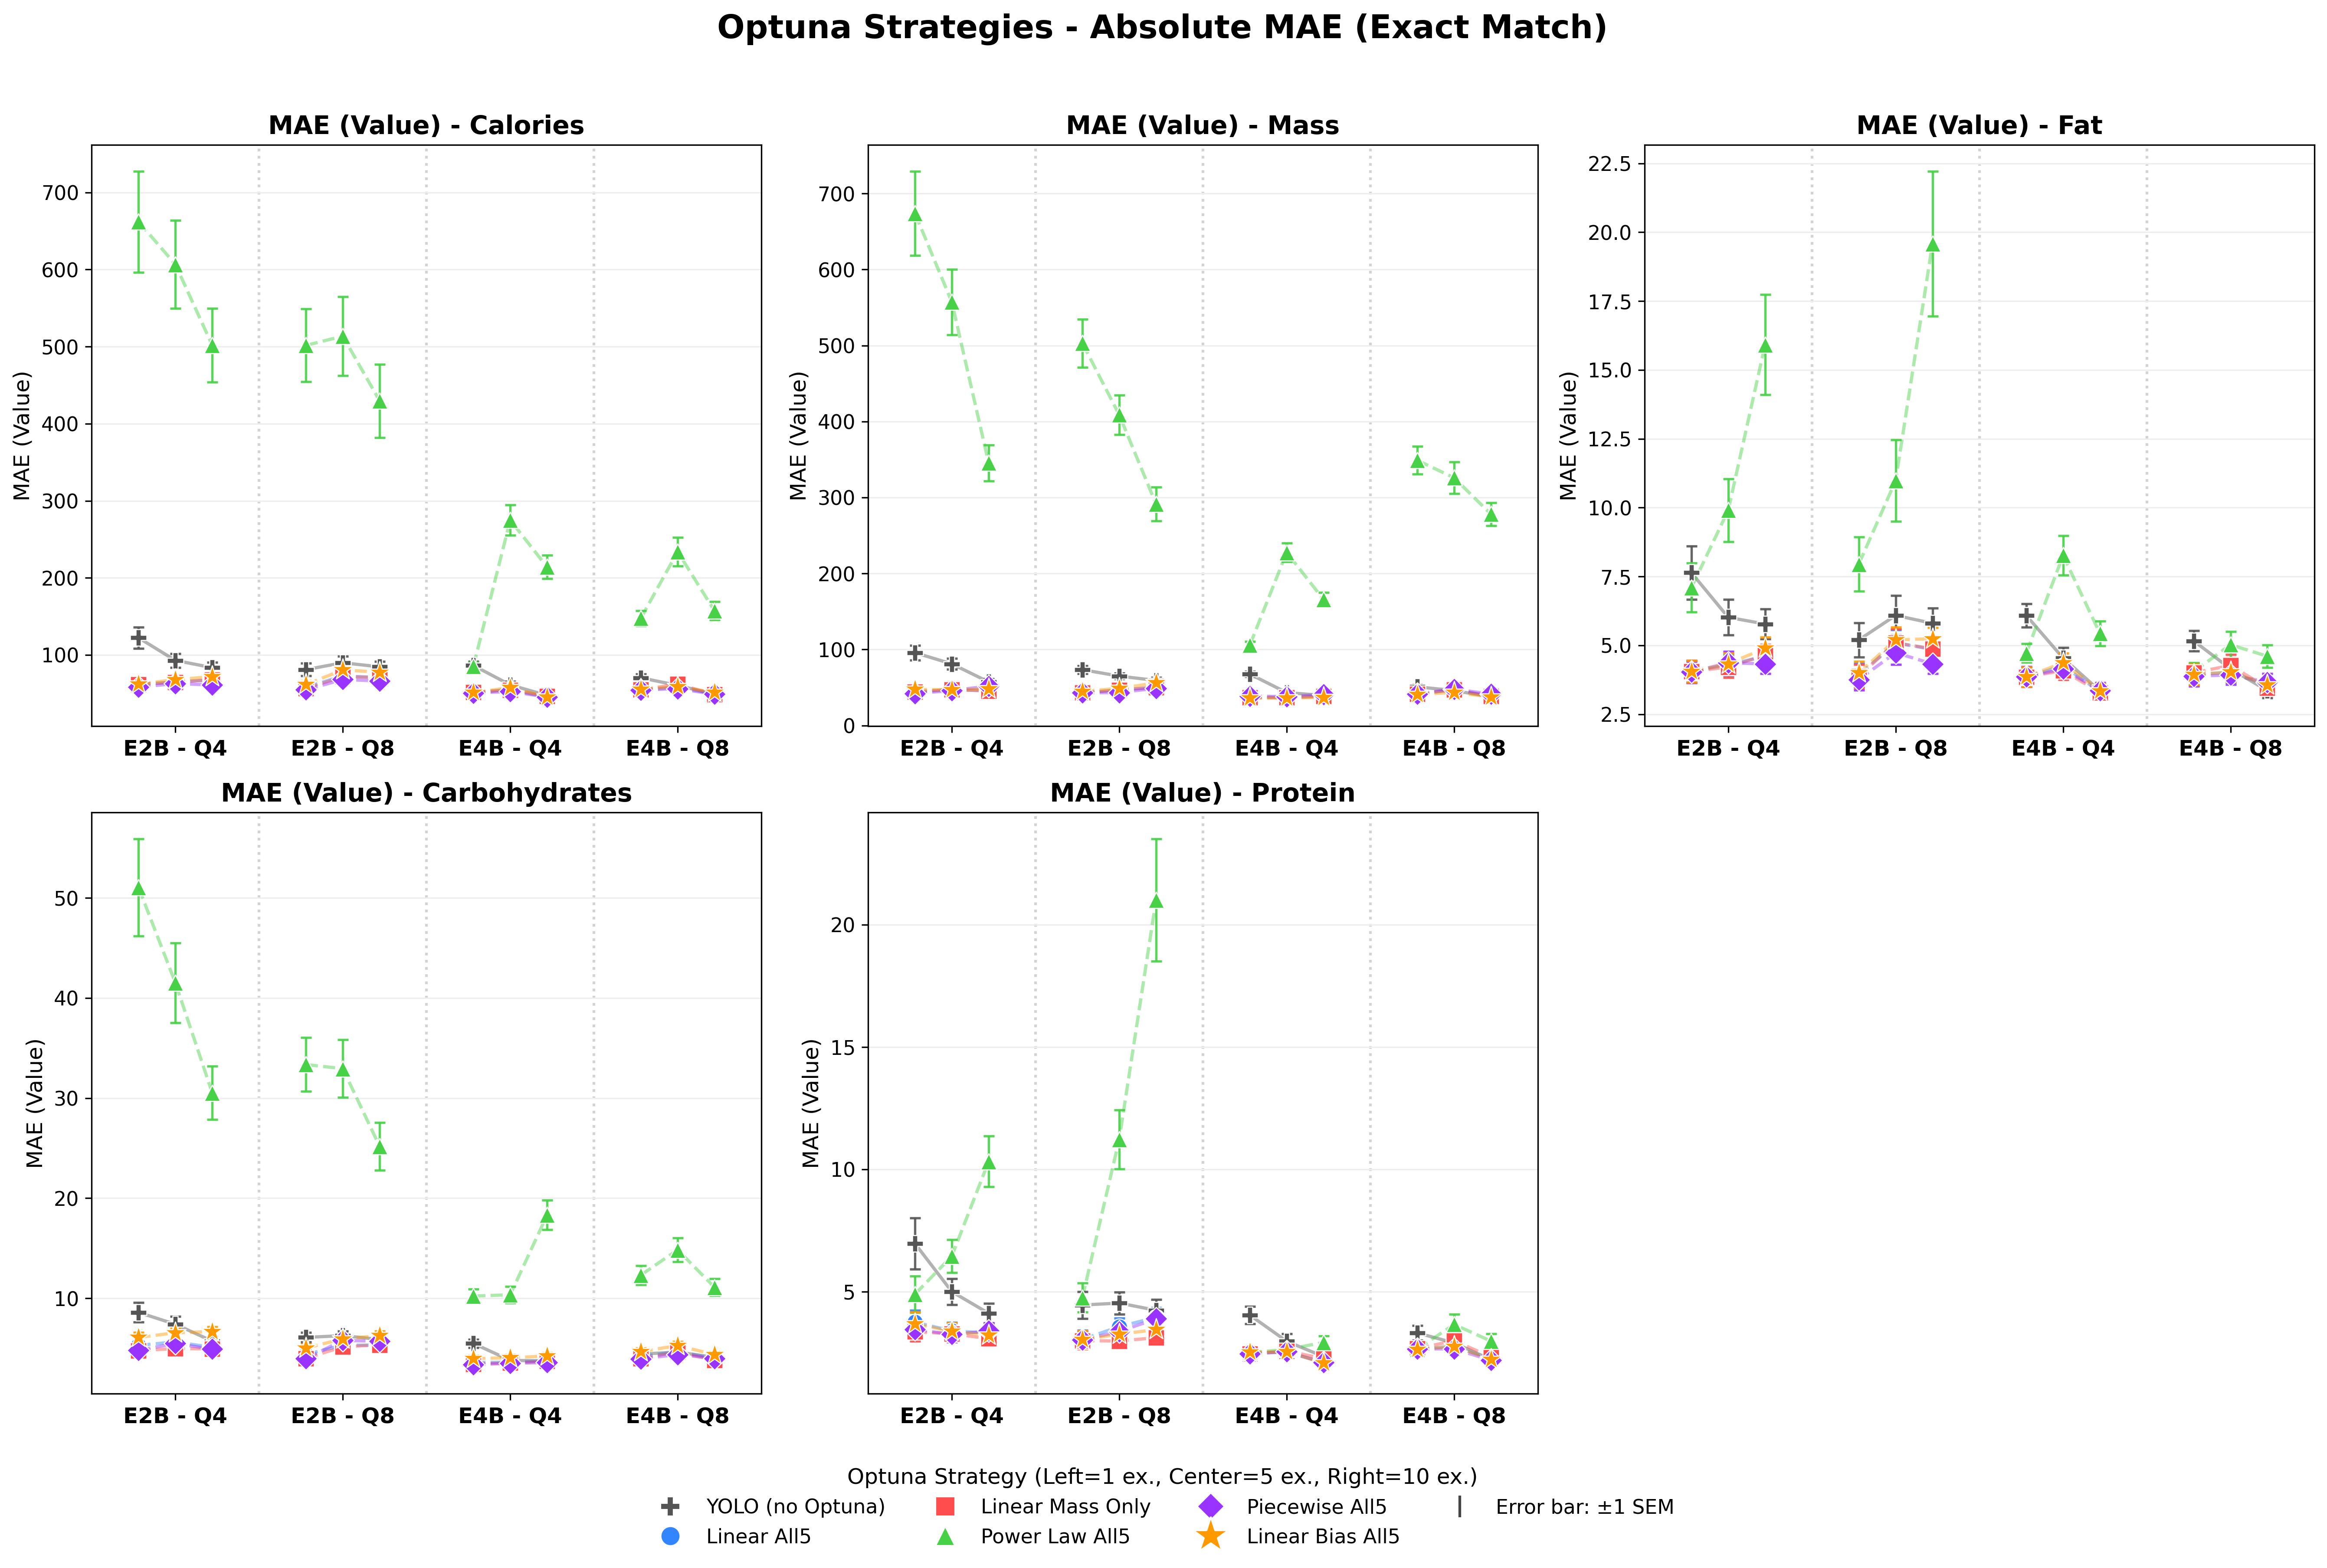 Optuna Strategies - Absolute MAE (Exact Match)
MAE (Value) - Calories
MAE (Value)
700
600
500
400
300
200
100
E2B - Q4 E2B - Q8 E4B - Q4 E4B - Q8
MAE (Value) - Mass
MAE (Value)
700
600
500
400
300
200
100
0
E2B - Q4 E2B - Q8 E4B - Q4 E4B - Q8
MAE (Value) - Fat
MAE (Value)
22.5
20.0
17.5
15.0
12.5
10.0
7.5
5.0
2.5
E2B - Q4 E2B - Q8 E4B - Q4 E4B - Q8
MAE (Value) - Carbohydrates
MAE (Value)
50
40
30
20
10
E2B - Q4 E2B - Q8 E4B - Q4 E4B - Q8
MAE (Value) - Protein
MAE (Value)
20
15
10
5
E2B - Q4 E2B - Q8 E4B - Q4 E4B - Q8
Optuna Strategy (Left=1 ex., Center=5 ex., Right=10 ex.)
YOLO (no Optuna) Linear Mass Only Piecewise All5 Error bar: ±1 SEM
Linear All5 Power Law All5 Linear Bias All5